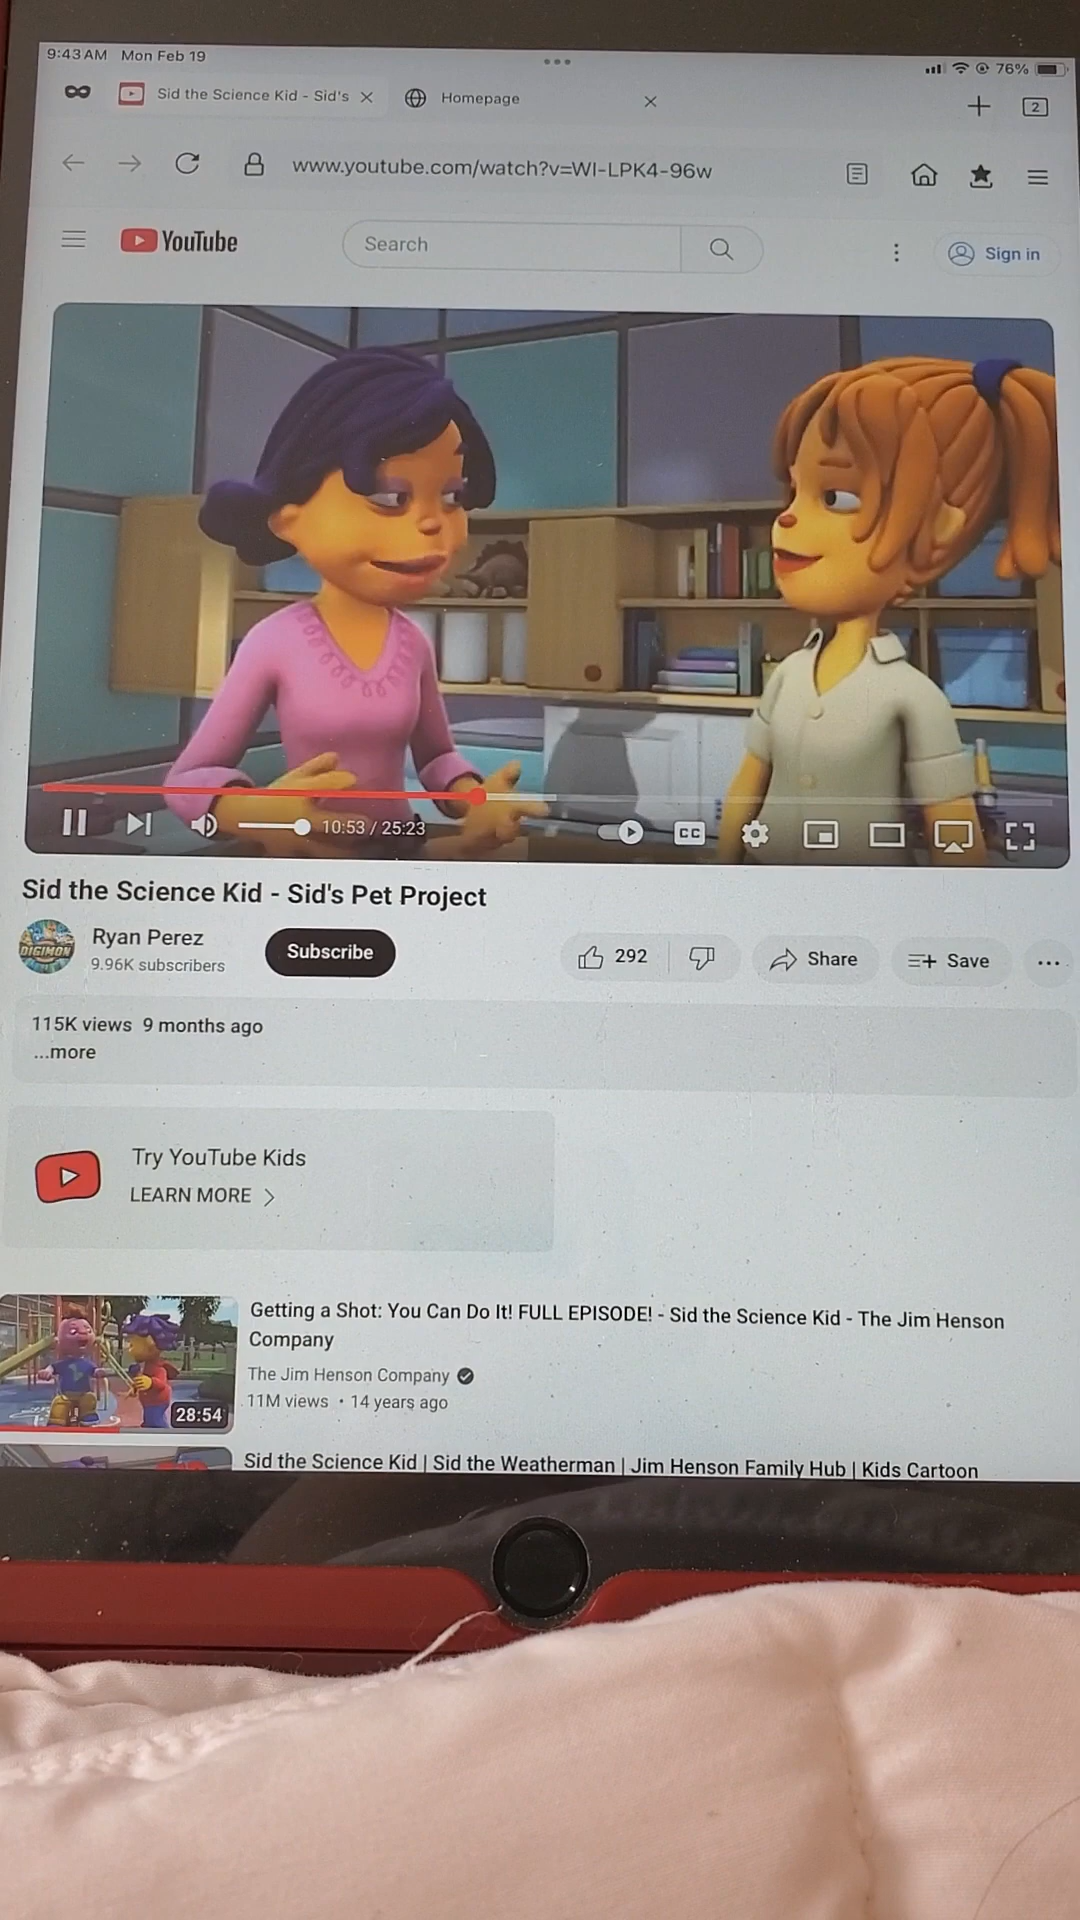 9:43 AM Mon Feb 19
76%
Sid the Science Kid - Sid's
Homepage
2
www.youtube.com/watch?v=WI-LPK4-96w
YouTube
Search
Sign in
10:53 / 25:23
CC
Sid the Science Kid - Sid's Pet Project
DIGIMON
Ryan Perez
9.96K subscribers
Subscribe
292
Share
Save
115K views 9 months ago
...more
Try YouTube Kids
LEARN MORE
28:54
Getting a Shot: You Can Do It! FULL EPISODE! - Sid the Science Kid - The Jim Henson
Company
The Jim Henson Company
11M views • 14 years ago
Sid the Science Kid | Sid the Weatherman | Jim Henson Family Hub | Kids Cartoon